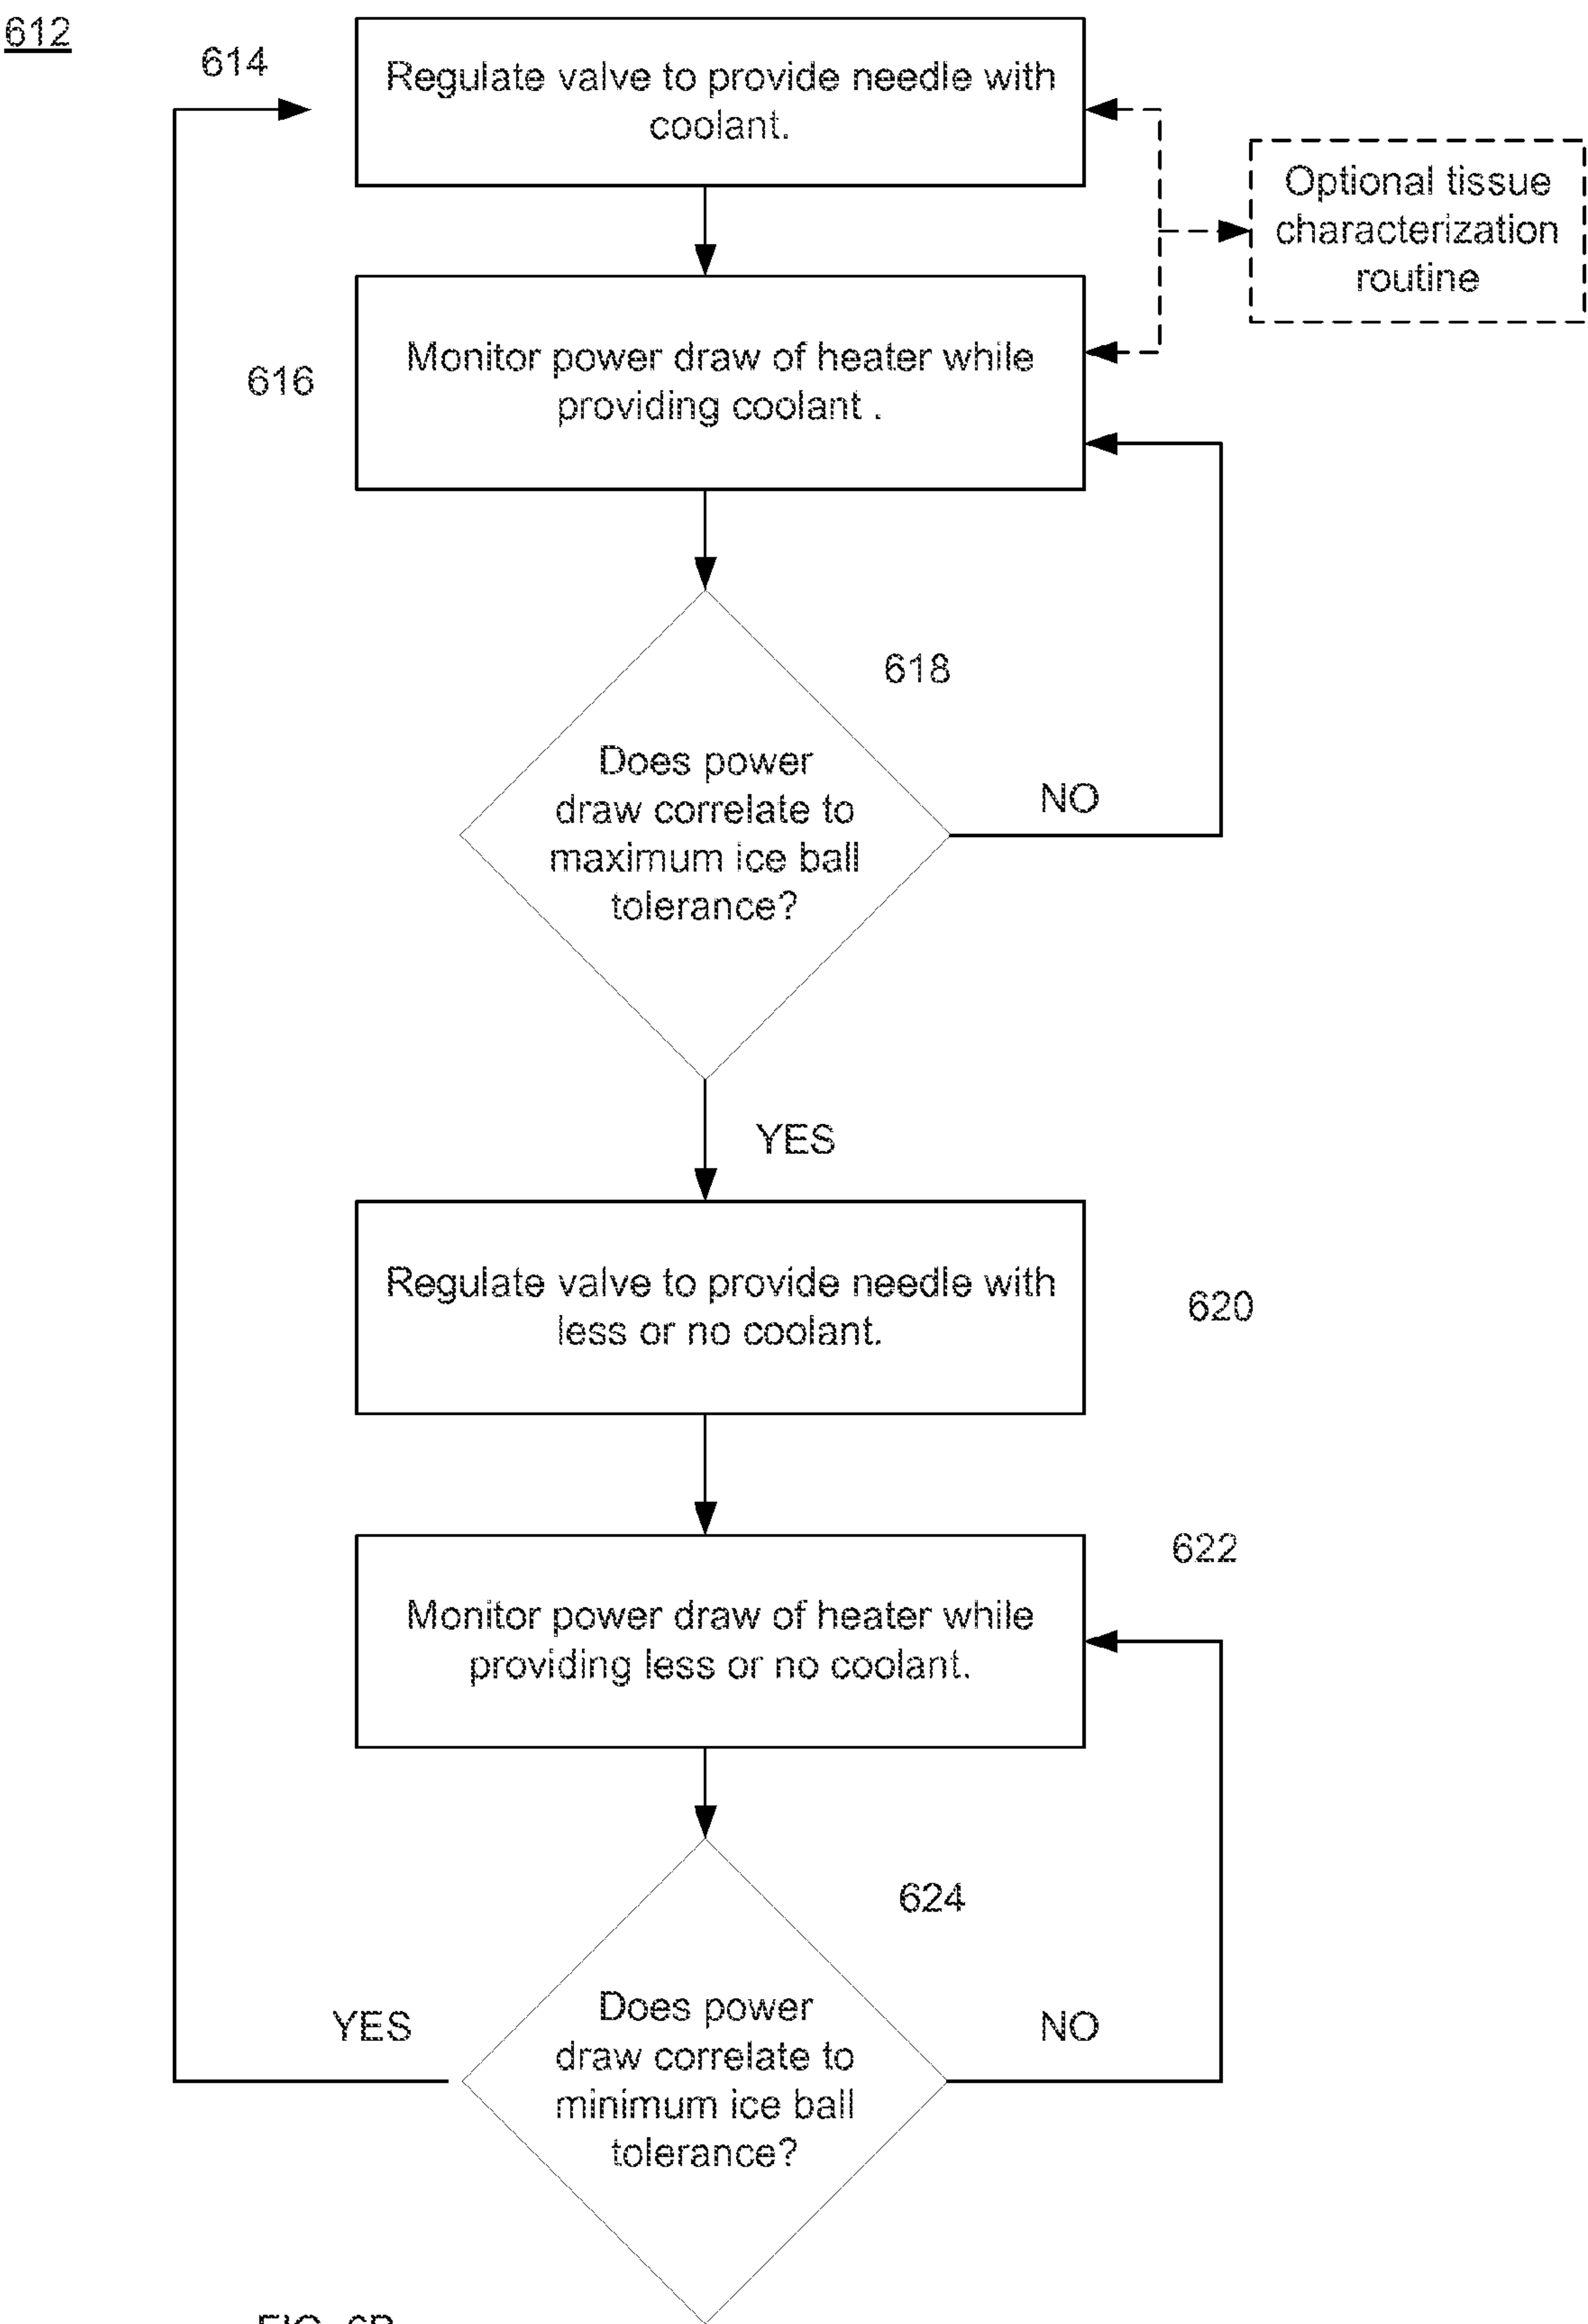 612
614
Regulate valve to provide needle with
coolant.
Optional tissue
characterization
routine
616
Monitor power draw of heater while
providing coolant .
618
Does power
draw correlate to
maximum ice ball
tolerance?
NO
YES
Regulate valve to provide needle with
less or no coolant.
620
622
Monitor power draw of heater while
providing less or no coolant.
624
Does power
draw correlate to
minimum ice ball
tolerance?
YES
NO
FIG. 6B